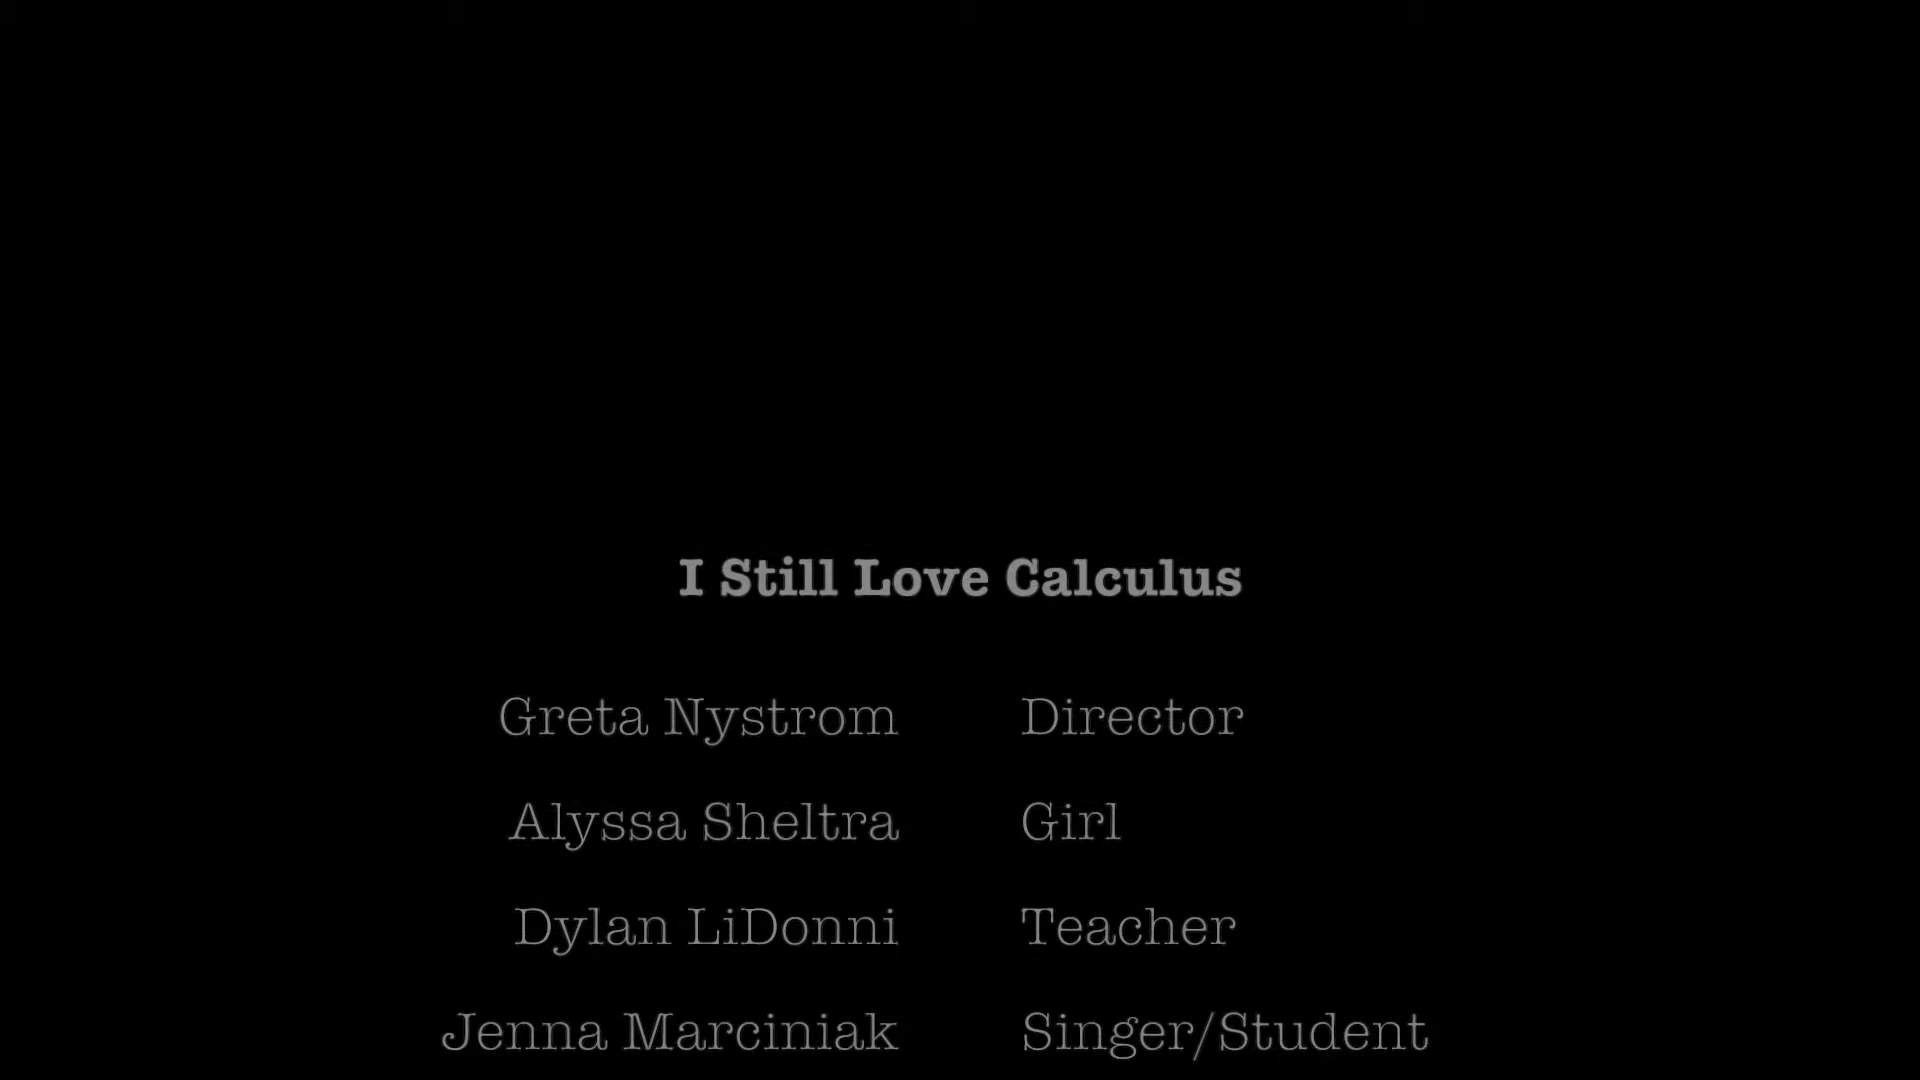 I Still Love Calculus
Greta Nystrom Director
Alyssa Sheltra Girl
Dylan LiDonni Teacher
Jenna Marciniak Singer/Student